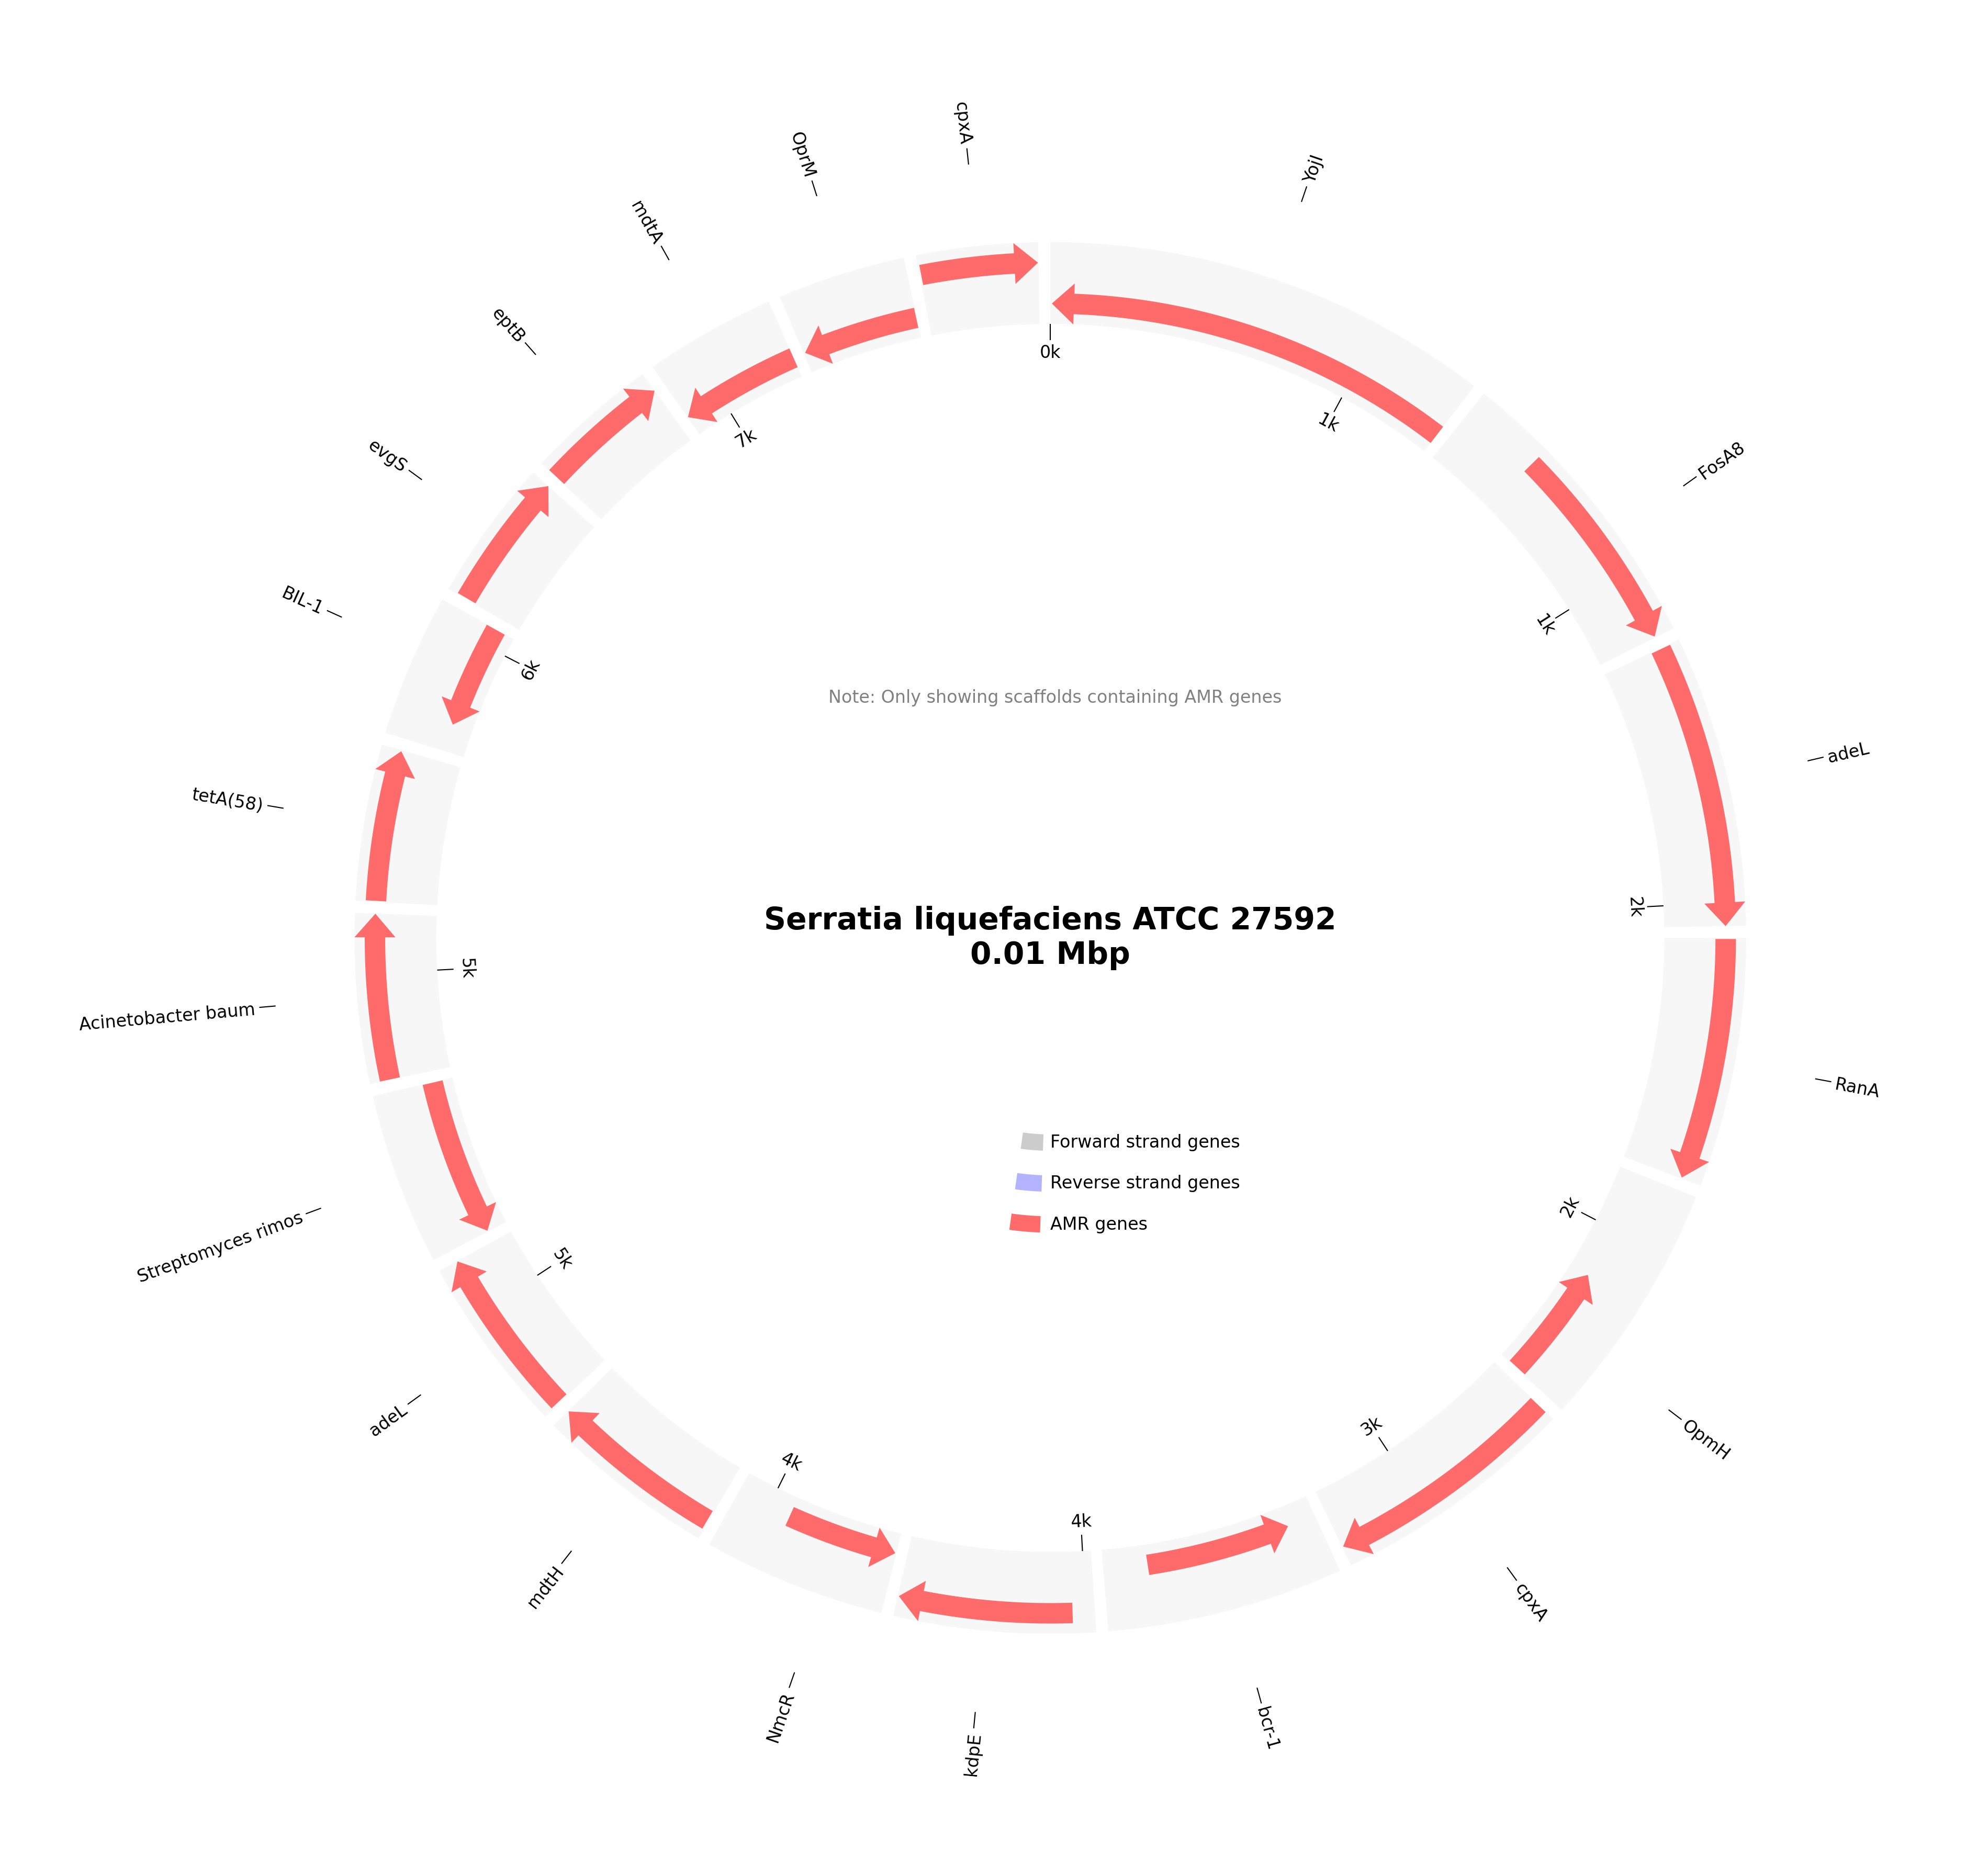 cpxA
YojI
OprM
mdtA
eptB
evgS
BIL-1
tetA(58)
Acinetobacter baum
Streptomyces rimos
adeL
mdtH
NmcR
kdpE
bcr-1
cpxA
OpmH
RanA
adeL
FosA8
0k
1k
1k
2k
2k
3k
4k
4k
5k
5k
6k
7k
Note: Only showing scaffolds containing AMR genes
Serratia liquefaciens ATCC 27592
0.01 Mbp
Forward strand genes
Reverse strand genes
AMR genes